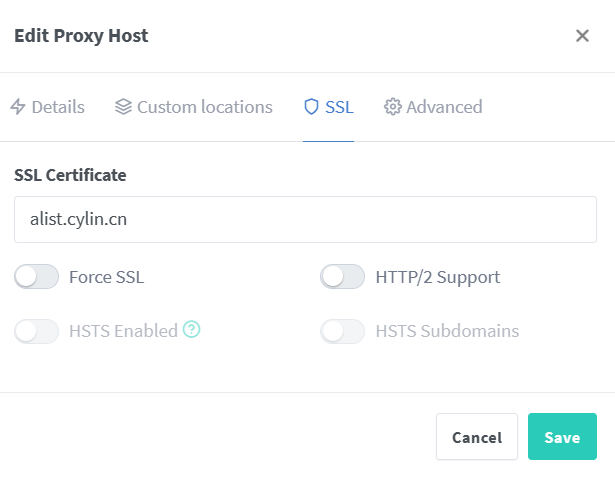 Edit Proxy Host
Details Custom locations SSL Advanced
SSL Certificate
alist.cylin.cn
Force SSL HTTP/2 Support
HSTS Enabled ? HSTS Subdomains
Cancel Save